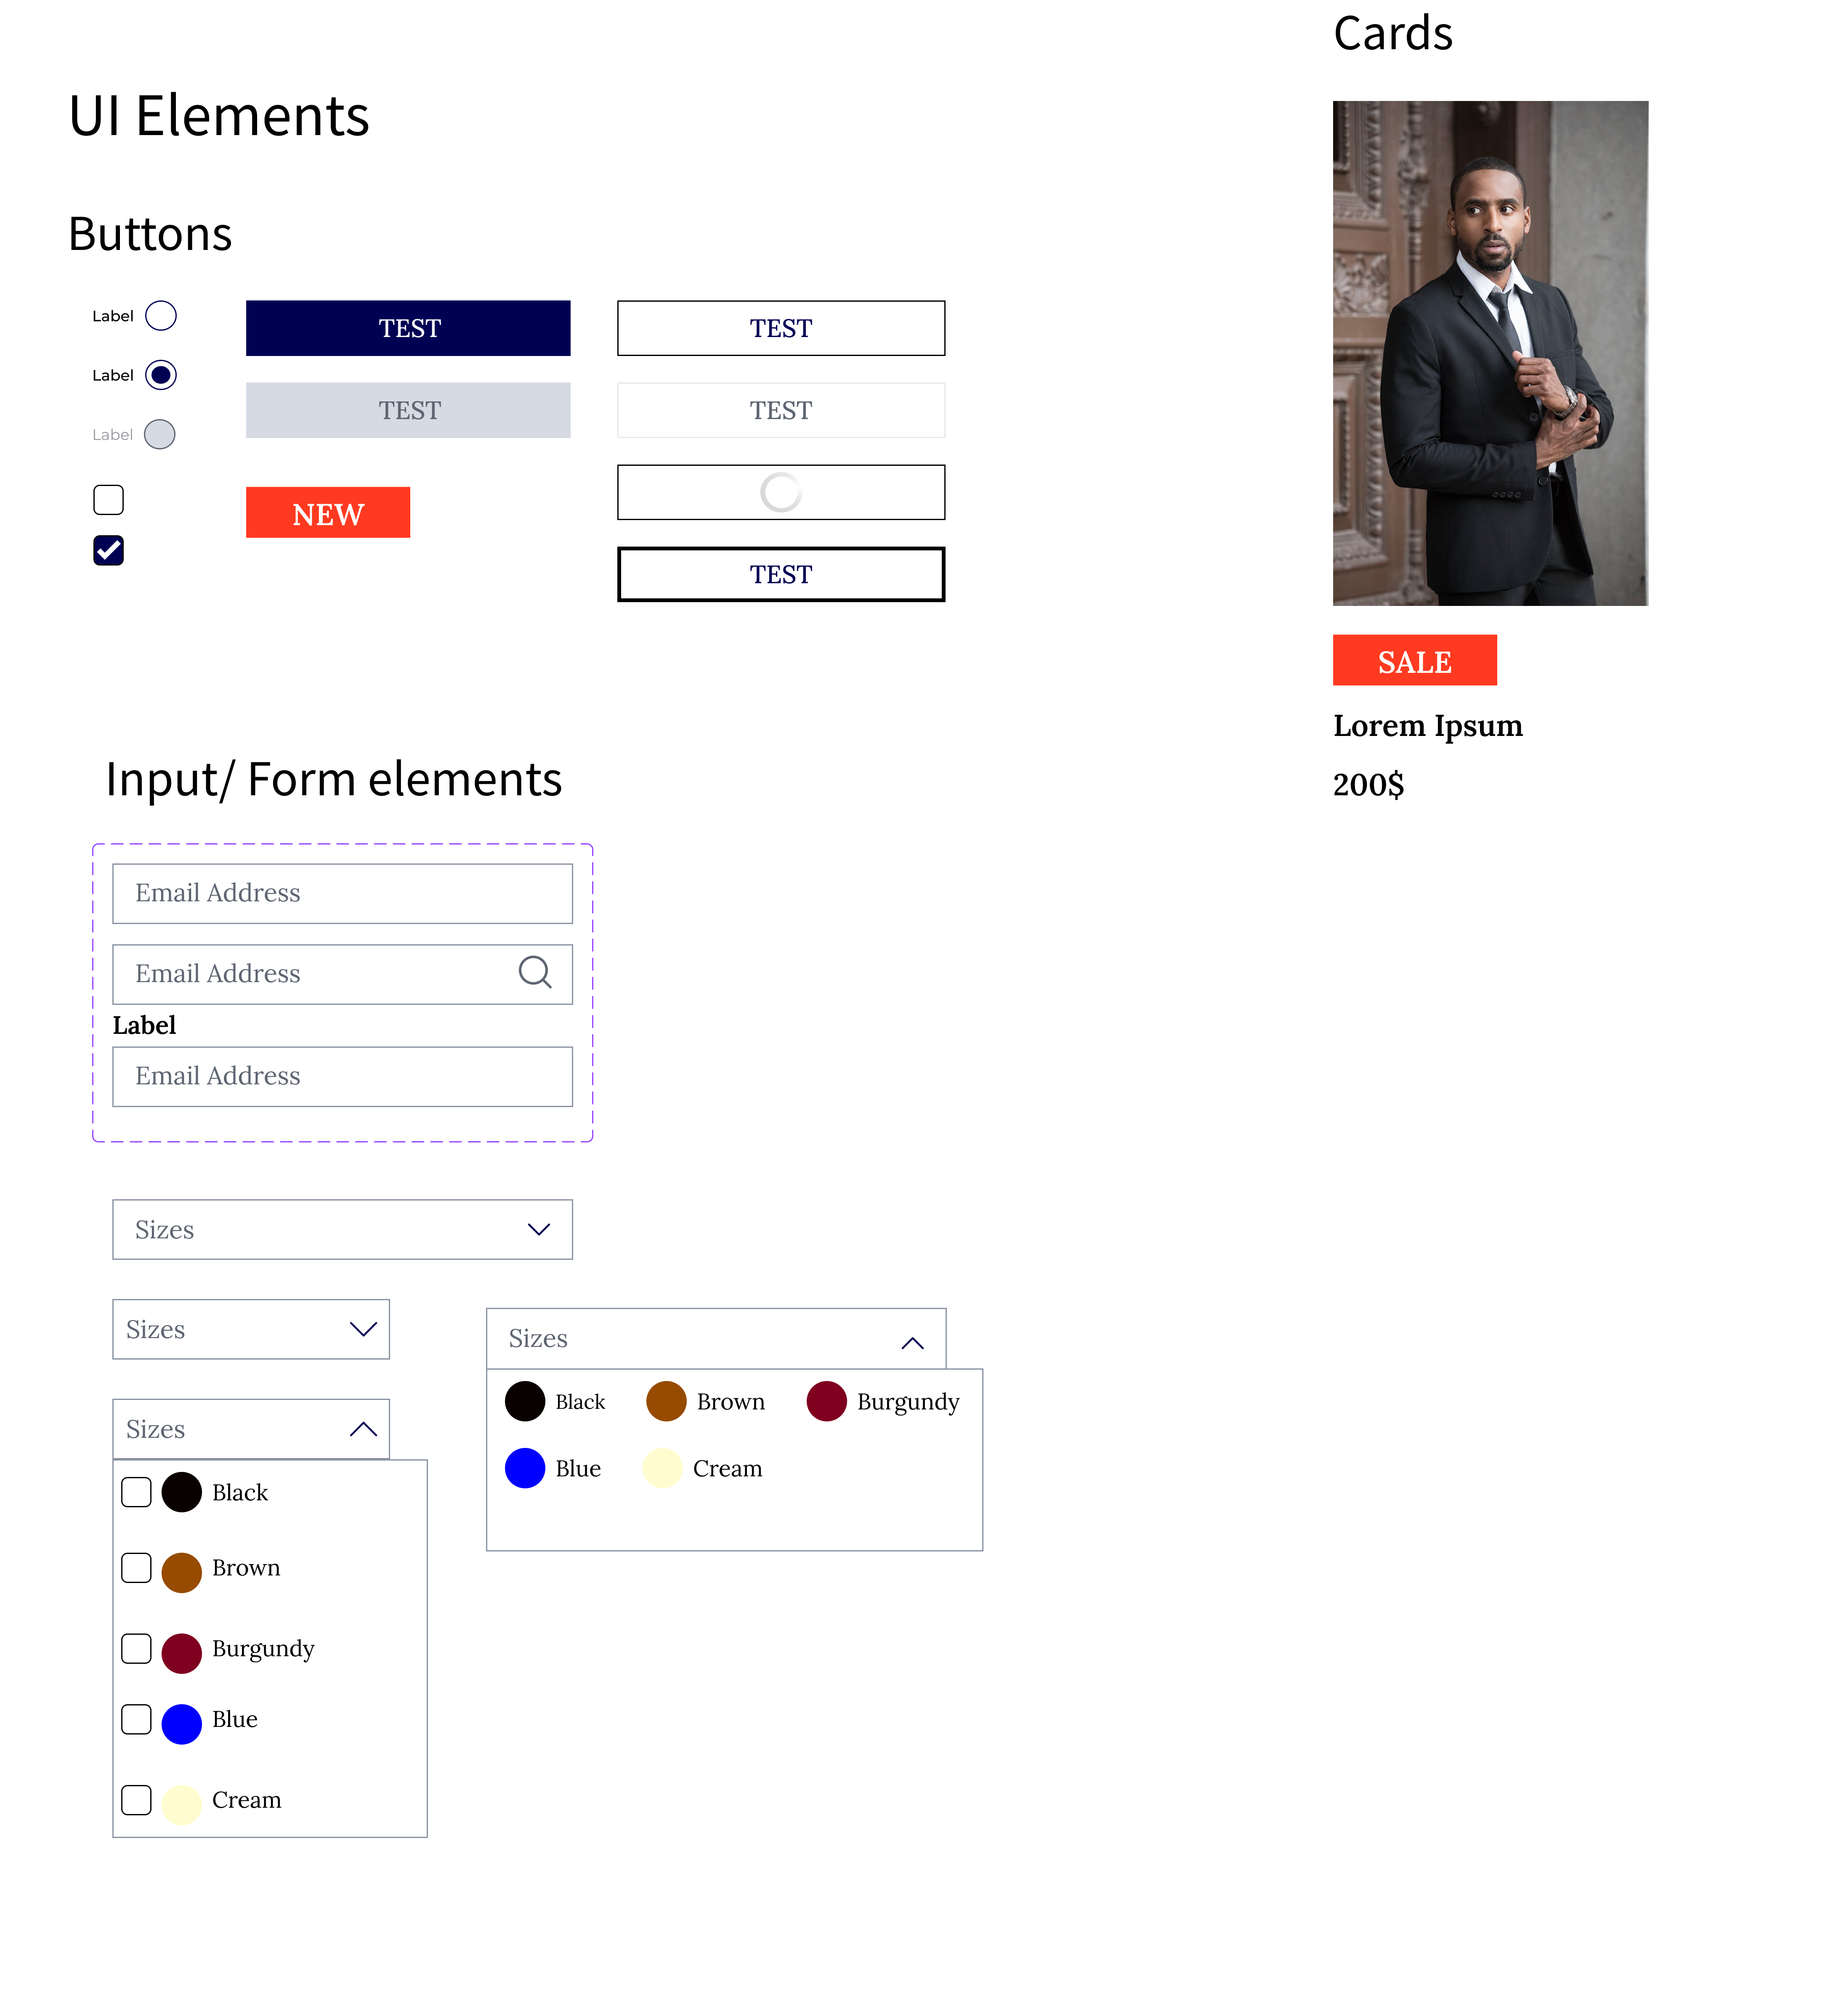 Cards
UI Elements
Buttons
Label
TEST
TEST
Label
Label
TEST
TEST
NEW
TEST
SALE
Lorem Ipsum
200$
Input/ Form elements
Email Address
Email Address
Label
Email Address
Sizes
Sizes
Sizes
Black
Brown
Burgundy
Blue
Cream
Sizes
Black
Brown
Burgundy
Blue
Cream